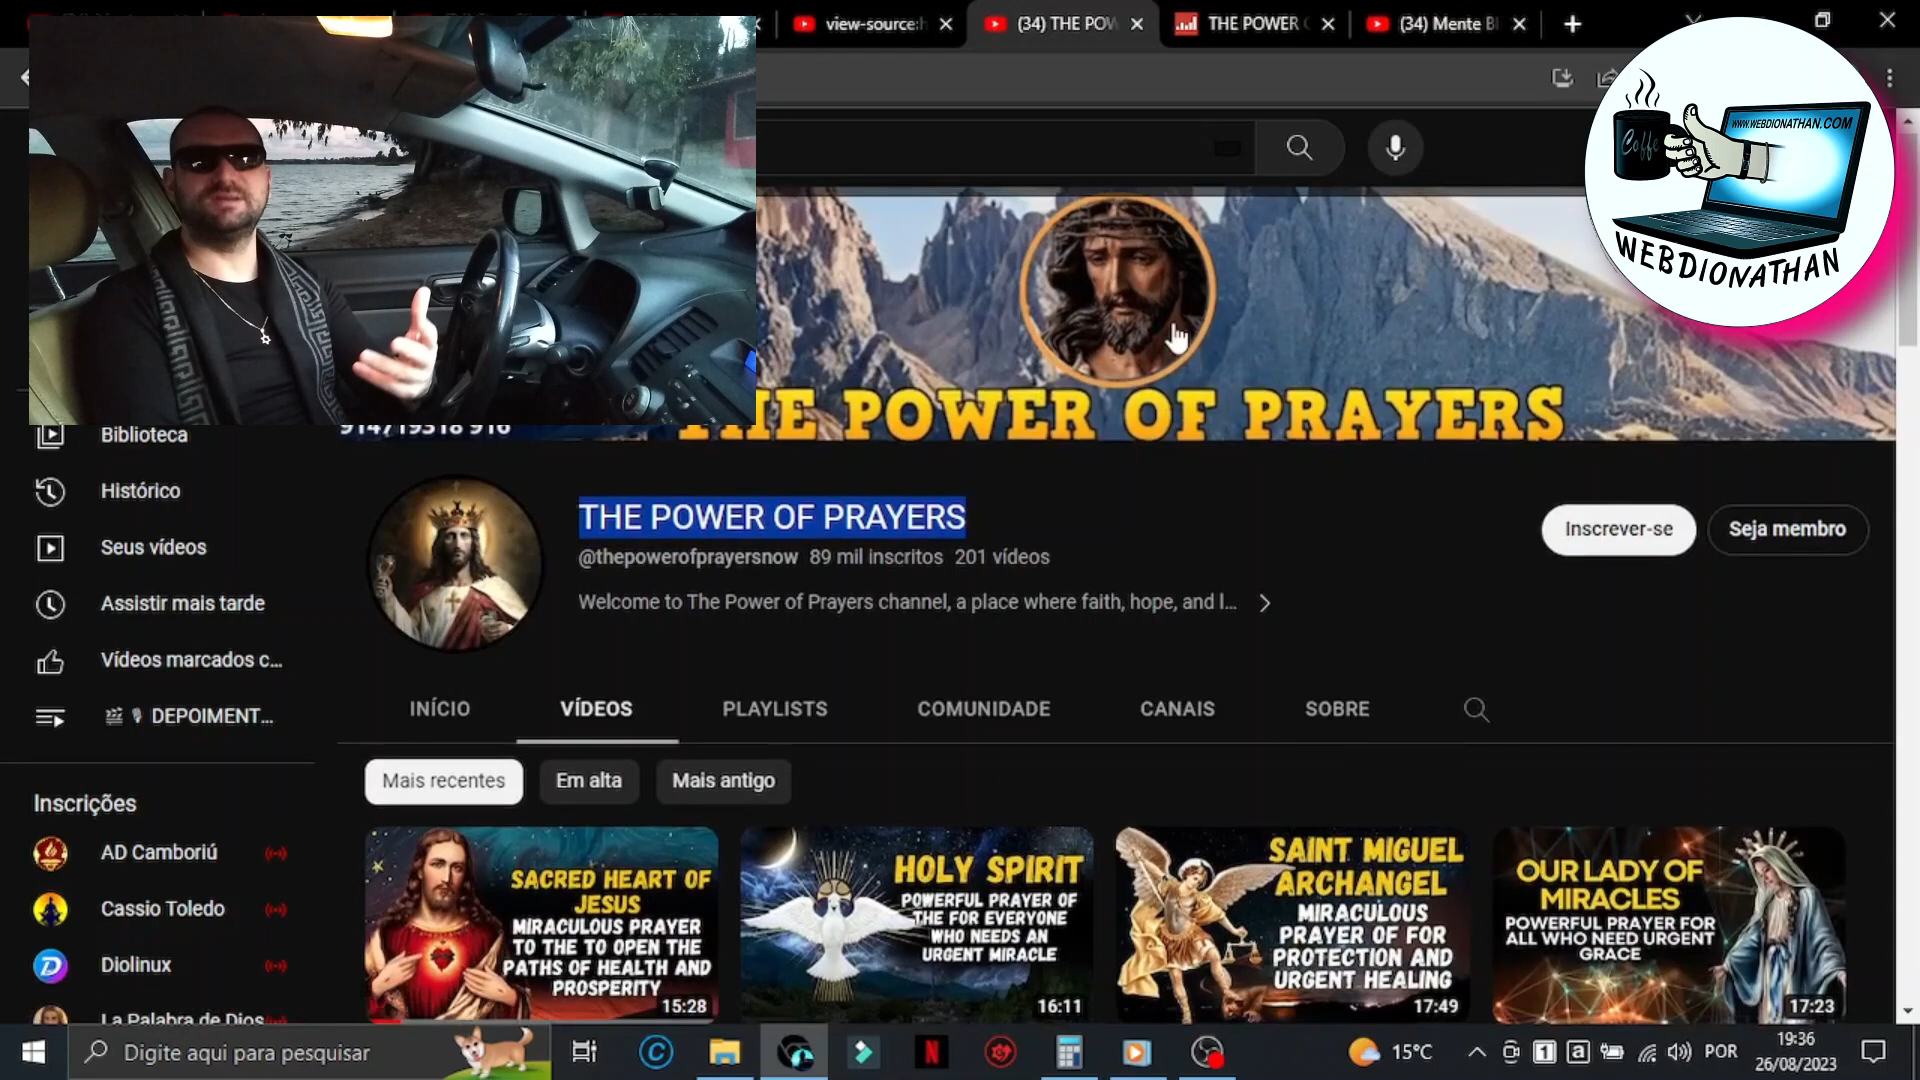 view-source:h
(34) THE POW
THE POWER
(34) Mente B
Coffe
WWW.WEBDIONATHAN.COM
WEBDIONATHAN
THE POWER OF PRAYERS
Biblioteca
Histórico
Seus vídeos
Assistir mais tarde
Vídeos marcados c...
DEPOIMENT...
Inscrições
AD Camboriú
Cassio Toledo
Diolinux
La Palabra de Dios
THE POWER OF PRAYERS
@thepowerofprayersnow 89 mil inscritos 201 vídeos
Welcome to The Power of Prayers channel, a place where faith, hope, and l...
Inscrever-se
Seja membro
INÍCIO VÍDEOS PLAYLISTS COMUNIDADE CANAIS SOBRE
Mais recentes Em alta Mais antigo
SACRED HEART OF
JESUS
MIRACULOUS PRAYER
TO THE TO OPEN THE
PATHS OF HEALTH AND
PROSPERITY
15:28
HOLY SPIRIT
POWERFUL PRAYER OF
THE FOR EVERYONE
WHO NEEDS AN
URGENT MIRACLE
16:11
SAINT MIGUEL
ARCHANGEL
MIRACULOUS
PRAYER OF FOR
PROTECTION AND
URGENT HEALING
17:49
OUR LADY OF
MIRACLES
POWERFUL PRAYER FOR
ALL WHO NEED URGENT
GRACE
17:23
Digite aqui para pesquisar
15°C
POR
19:36
26/08/2023